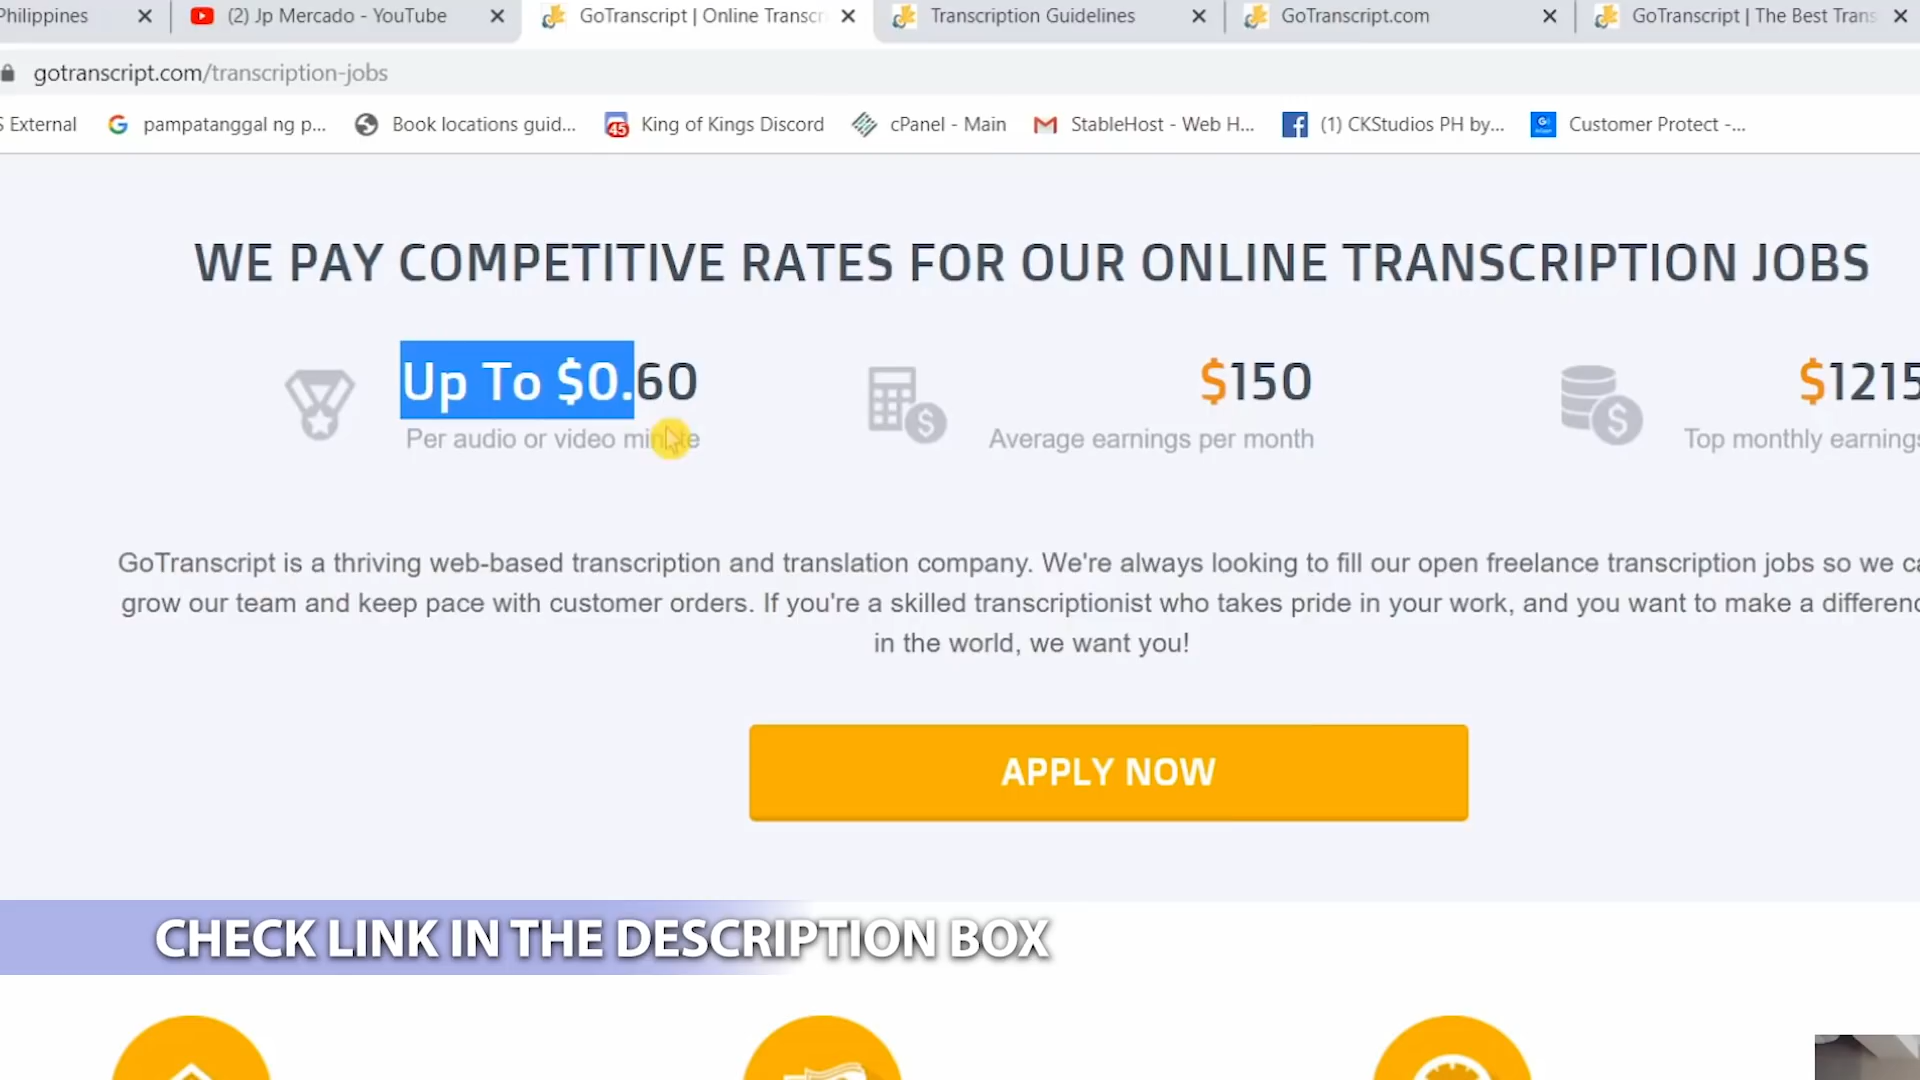 Philippines
(2) Jp Mercado - YouTube
GoTranscript | Online Transcr
Transcription Guidelines
GoTranscript.com
GoTranscript | The Best Trans
gotranscript.com/transcription-jobs
S External
pampatanggal ng p...
Book locations guid...
45
King of Kings Discord
cPanel - Main
StableHost - Web H...
(1) CKStudios PH by...
Customer Protect -...
WE PAY COMPETITIVE RATES FOR OUR ONLINE TRANSCRIPTION JOBS
Up To $0.60
$150
$1215
Per audio or video minute
Average earnings per month
Top monthly earnings
GoTranscript is a thriving web-based transcription and translation company. We're always looking to fill our open freelance transcription jobs so we ca
grow our team and keep pace with customer orders. If you're a skilled transcriptionist who takes pride in your work, and you want to make a differenc
in the world, we want you!
APPLY NOW
CHECK LINK IN THE DESCRIPTION BOX